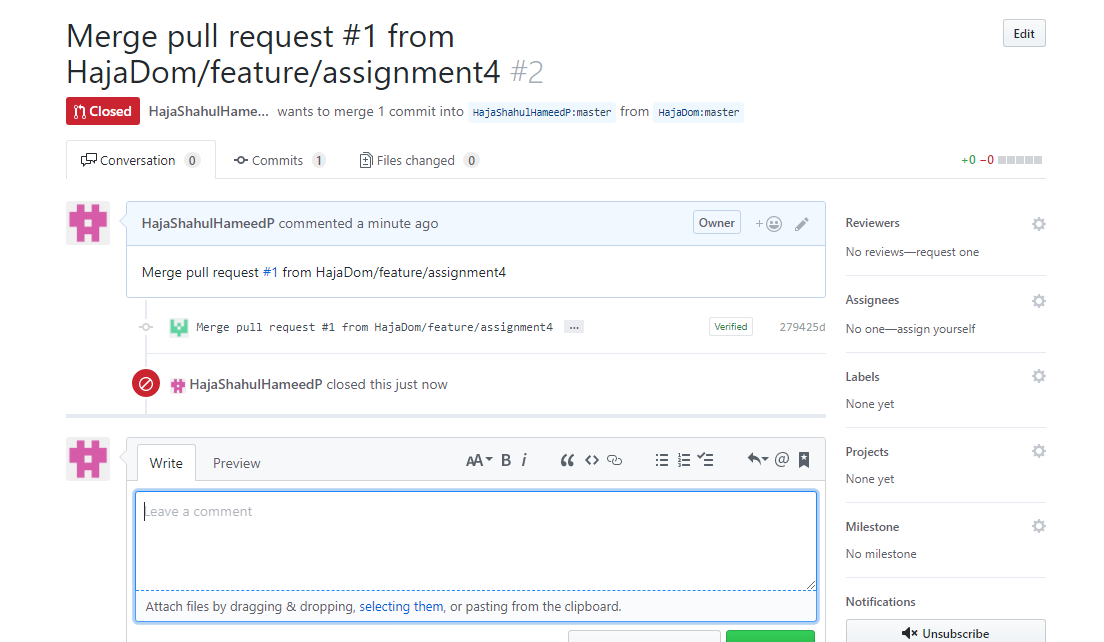 Merge pull request #1 from
HajaDom/feature/assignment4 #2
Edit
Closed HajaShahulHame... wants to merge 1 commit into HajaShahulHameedP:master from HajaDom:master
Conversation 0 Commits 1 Files changed 0 +0 −0
HajaShahulHameedP commented a minute ago Owner +
Merge pull request #1 from HajaDom/feature/assignment4
Merge pull request #1 from HajaDom/feature/assignment4 ... Verified 279425d
HajaShahulHameedP closed this just now
Write Preview AA B i “ <> @
Leave a comment
Attach files by dragging & dropping, selecting them, or pasting from the clipboard.
Reviewers
No reviews—request one
Assignees
No one—assign yourself
Labels
None yet
Projects
None yet
Milestone
No milestone
Notifications
Unsubscribe